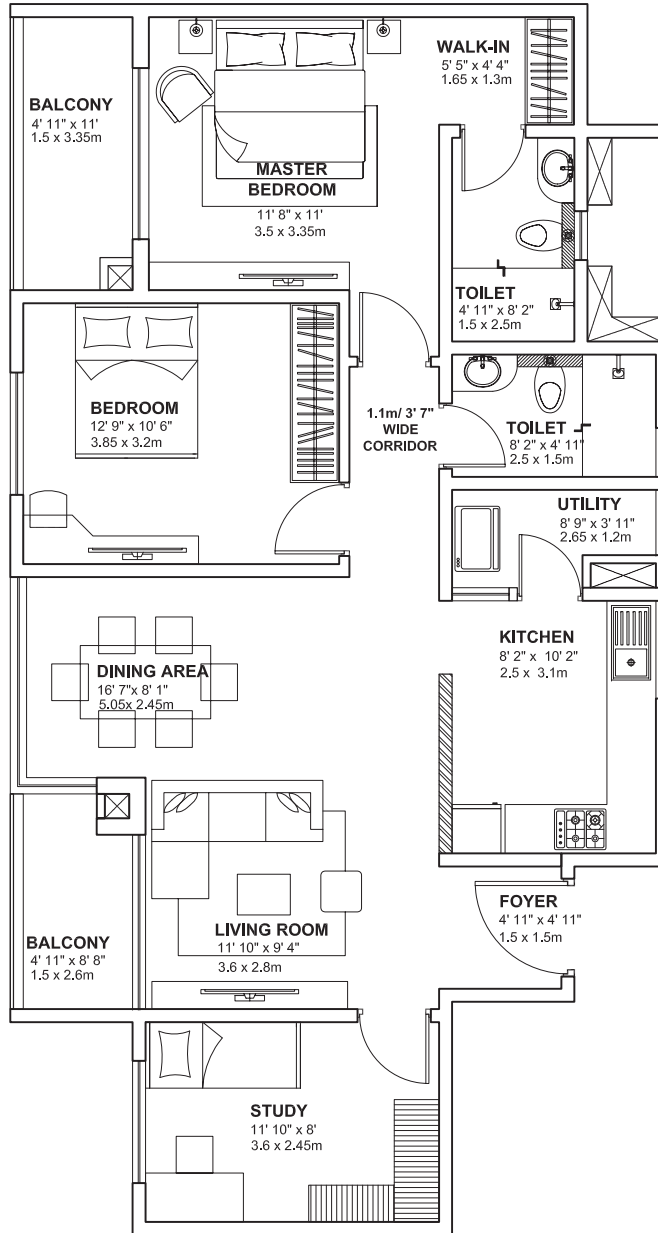 WALK-IN
5' 5" x 4' 4"
1.65 x 1.3m
BALCONY
4' 11" x 11'
1.5 x 3.35m
MASTER
BEDROOM
11' 8" x 11'
3.5 x 3.35m
TOILET
4' 11" x 8' 2"
1.5 x 2.5m
BEDROOM
12' 9" x 10' 6"
3.85 x 3.2m
1.1m/ 3' 7"
WIDE
CORRIDOR
TOILET
8' 2" x 4' 11"
2.5 x 1.5m
UTILITY
8' 9" x 3' 11"
2.65 x 1.2m
KITCHEN
8' 2" x 10' 2"
2.5 x 3.1m
DINING AREA
16' 7"x 8' 1"
5.05x 2.45m
FOYER
4' 11" x 4' 11"
1.5 x 1.5m
LIVING ROOM
11' 10" x 9' 4"
3.6 x 2.8m
BALCONY
4' 11" x 8' 8"
1.5 x 2.6m
STUDY
11' 10" x 8'
3.6 x 2.45m